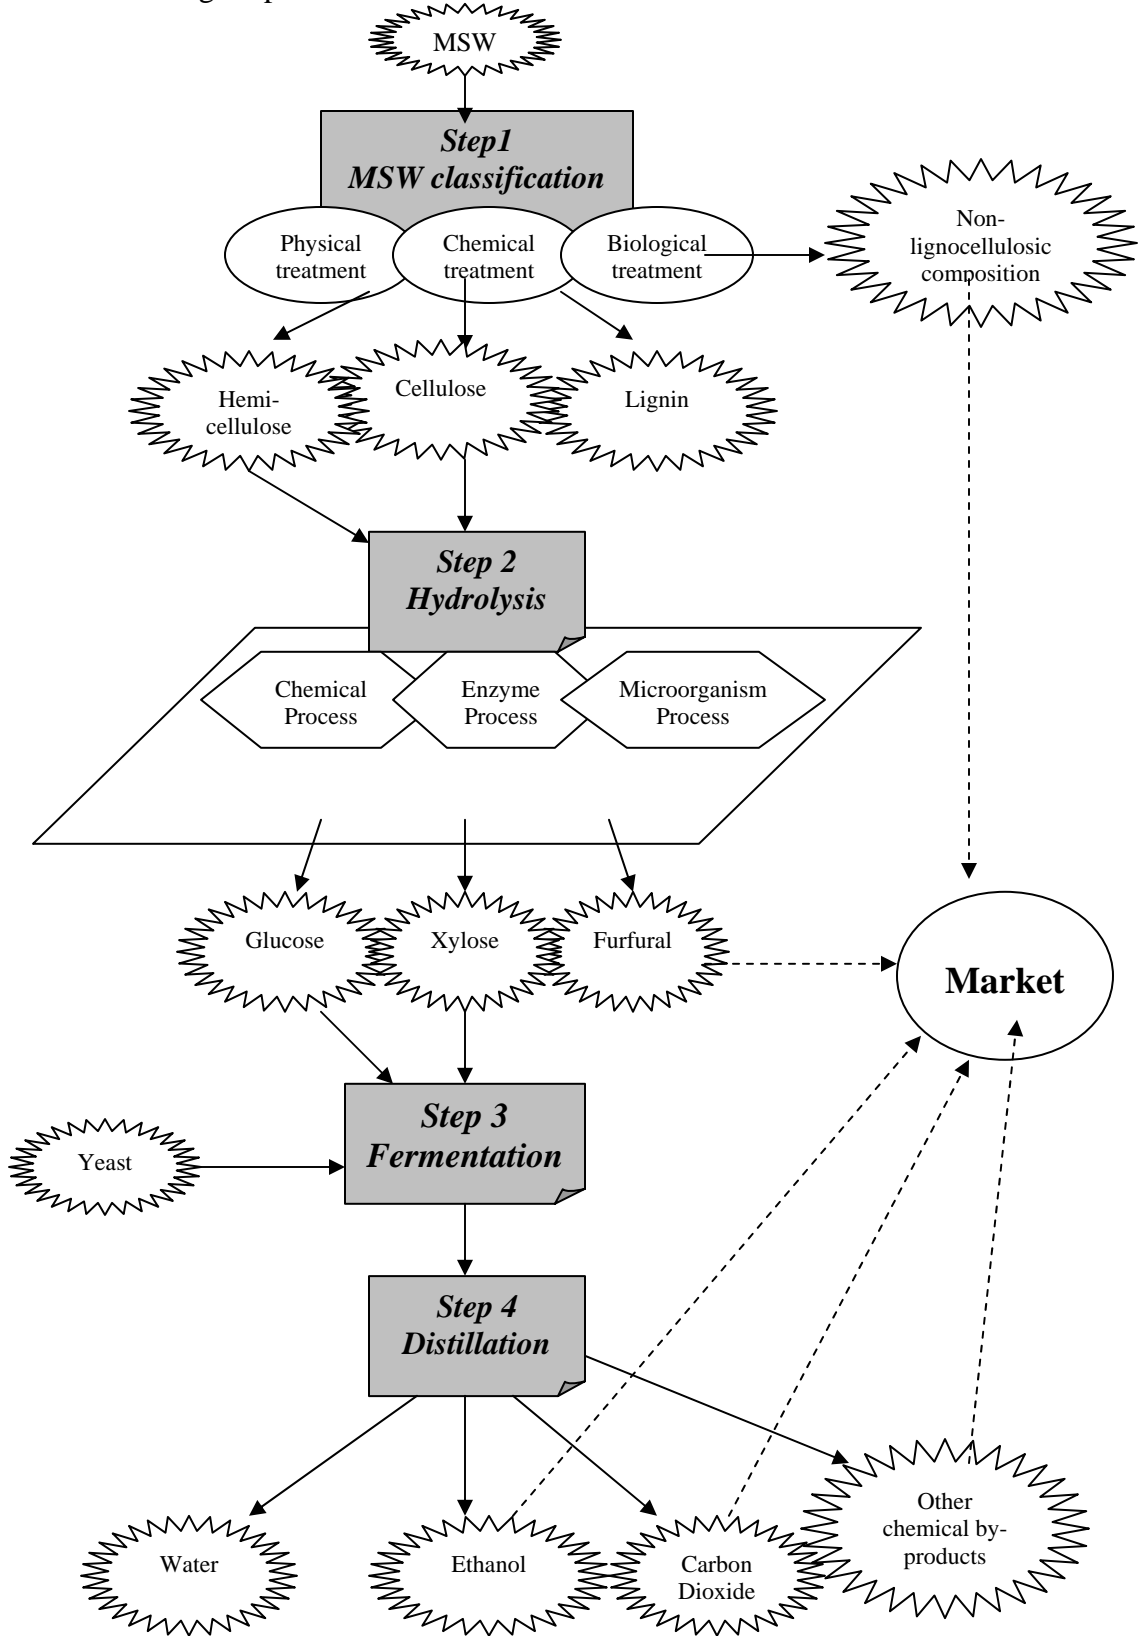 MSW
Step1
MSW classification
Physical
treatment
Chemical
treatment
Biological
treatment
Non-
lignocellulosic
composition
Hemi-
cellulose
Cellulose
Lignin
Step 2
Hydrolysis
Chemical
Process
Enzyme
Process
Microorganism
Process
Glucose
Xylose
Furfural
Market
Step 3
Fermentation
Yeast
Step 4
Distillation
Water
Ethanol
Carbon
Dioxide
Other
chemical by-
products